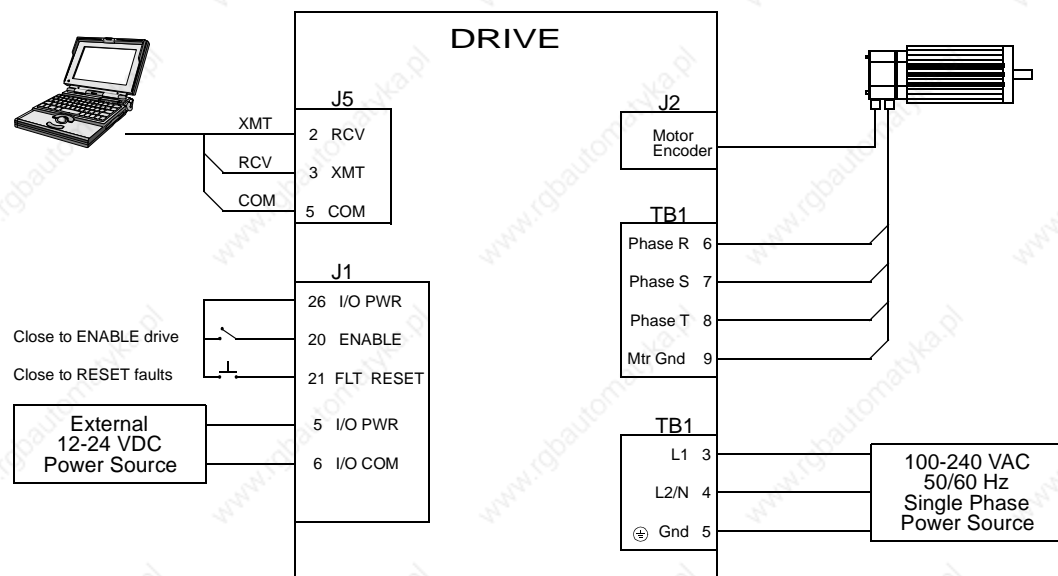 DRIVE
J5
XMT
2 RCV
RCV
3 XMT
COM
5 COM
J1
26 I/O PWR
Close to ENABLE drive
20 ENABLE
Close to RESET faults
21 FLT RESET
External
12-24 VDC
Power Source
5 I/O PWR
6 I/O COM
J2
Motor
Encoder
TB1
Phase R 6
Phase S 7
Phase T 8
Mtr Gnd 9
TB1
L1 3
L2/N 4
Gnd 5
100-240 VAC
50/60 Hz
Single Phase
Power Source
www.rgbautomatyka.pl